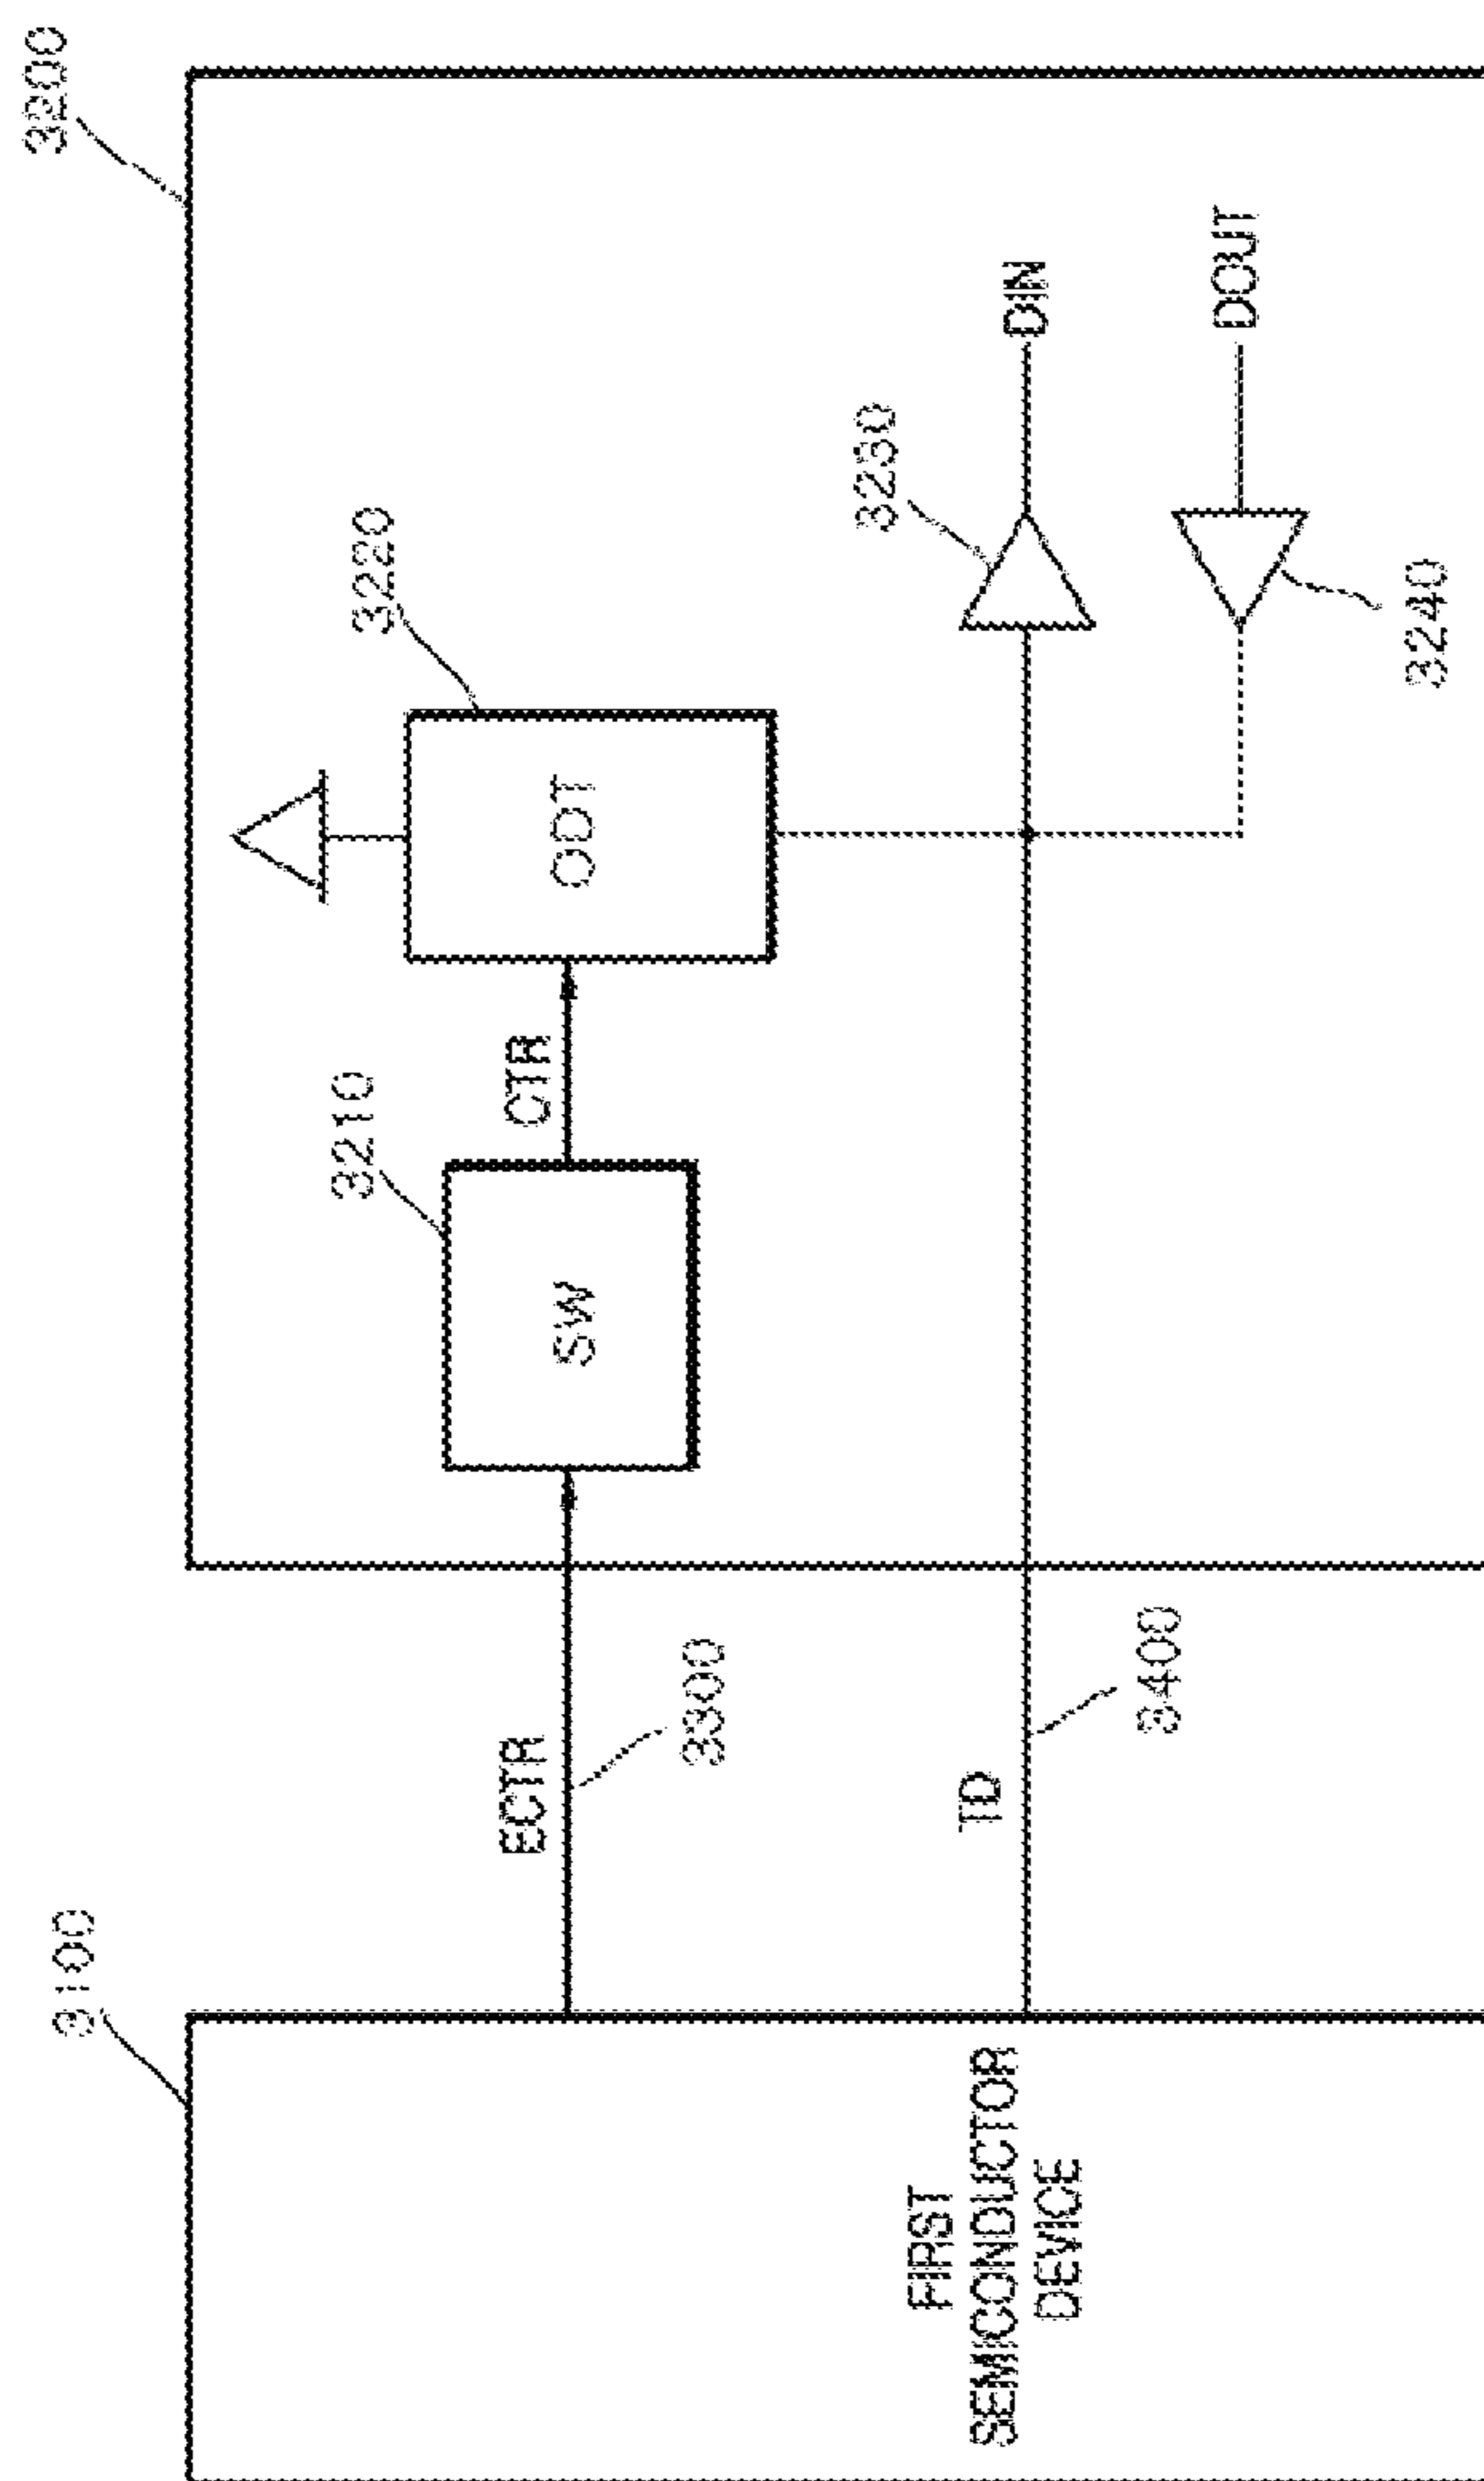 3200
3100
3220
3210
ECTR
3300
SW
CTR
ODT
3230
DIN
TD
3400
DOUT
3240
FIRST
SEMICONDUCTOR
DEVICE